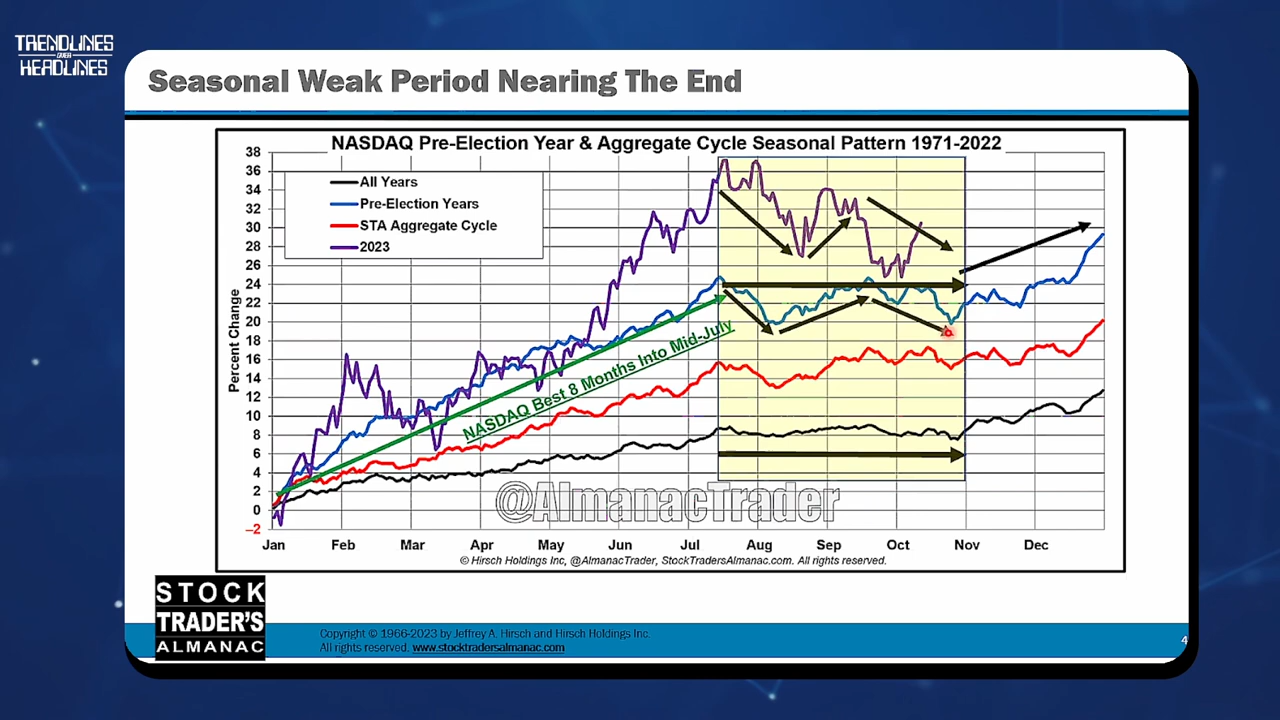 TRENDLINES
OVER
HEADLINES
Seasonal Weak Period Nearing The End
NASDAQ Pre-Election Year & Aggregate Cycle Seasonal Pattern 1971-2022
38
36
34
32
30
28
26
24
22
20
18
16
14
12
10
8
6
4
2
0
−2
Percent Change
All Years
Pre-Election Years
STA Aggregate Cycle
2023
NASDAQ Best 8 Months Into Mid-July
@AlmanacTrader
Jan Feb Mar Apr May Jun Jul Aug Sep Oct Nov Dec
© Hirsch Holdings Inc, @AlmanacTrader, StockTradersAlmanac.com. All rights reserved.
STOCK
TRADER'S
ALMANAC
Copyright © 1966-2023 by Jeffrey A. Hirsch and Hirsch Holdings Inc.
All rights reserved. www.stocktradersalmanac.com
4